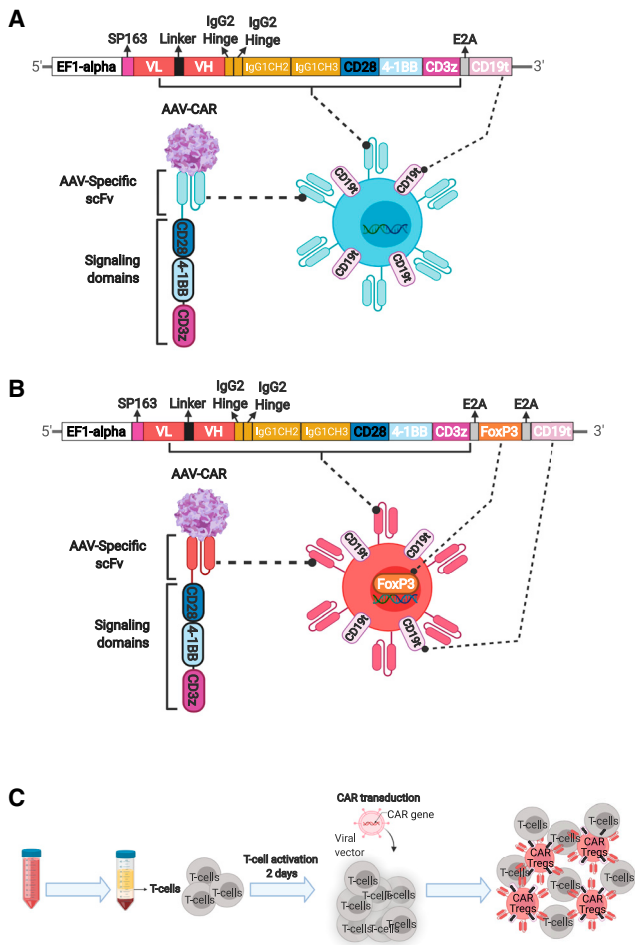 A
IgG2
IgG2
SP163
Linker
Hinge
Hinge
E2A
5'
EF1-alpha
VL
VH
IgG1CH2
IgG1CH3
CD28
4-1BB
CD3z
CD19t
3'
AAV-CAR
AAV-Specific
scFv
Signaling
domains
CD28
4-1BB
CD3z
CD19t
CD19t
CD19t
CD19t
B
IgG2
IgG2
SP163
Linker
Hinge
Hinge
E2A
E2A
5'
EF1-alpha
VL
VH
IgG1CH2
IgG1CH3
CD28
4-1BB
CD3z
FoxP3
CD19t
3'
AAV-CAR
AAV-Specific
scFv
Signaling
domains
CD28
4-1BB
CD3z
CD19t
CD19t
FoxP3
CD19t
CD19t
C
CAR transduction
CAR gene
Viral
vector
T-cells
T-cells
T-cells
T-cells
T-cell activation
2 days
T-cells
T-cells
T-cells
T-cells
T-cells
T-cells
T-cells
T-cells
T-cells
T-cells
T-cells
CAR
Tregs
CAR
Tregs
T-cells
T-cells
T-cells
CAR
Tregs
CAR
Tregs
T-cells